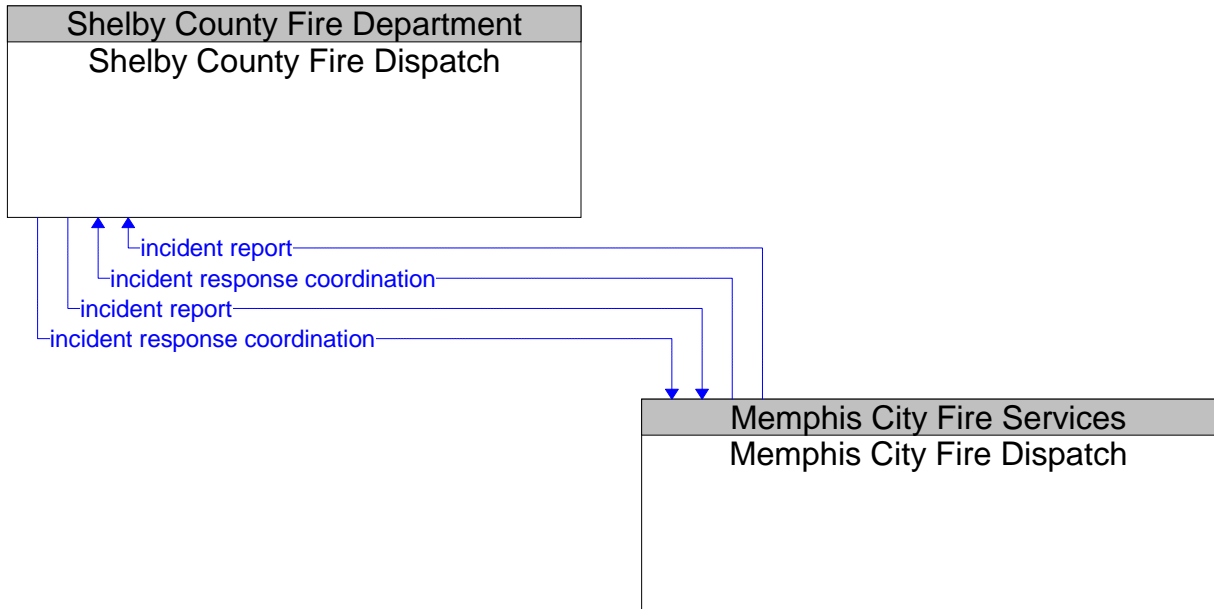 Shelby County Fire Department
Shelby County Fire Dispatch
incident report
incident response coordination
incident report
incident response coordination
Memphis City Fire Services
Memphis City Fire Dispatch